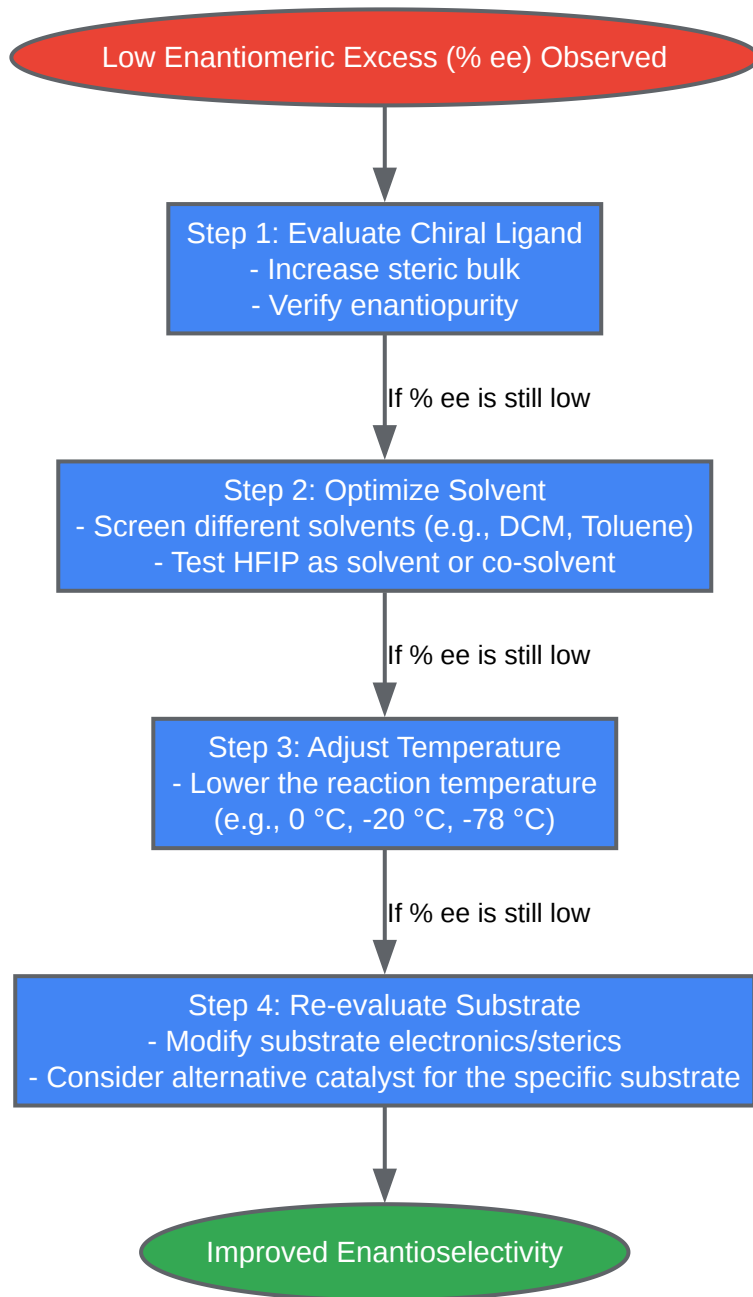 Low Enantiomeric Excess (% ee) Observed
Step 1: Evaluate Chiral Ligand
- Increase steric bulk
- Verify enantiopurity
If % ee is still low
Step 2: Optimize Solvent
- Screen different solvents (e.g., DCM, Toluene)
- Test HFIP as solvent or co-solvent
If % ee is still low
Step 3: Adjust Temperature
- Lower the reaction temperature
(e.g., 0 °C, -20 °C, -78 °C)
If % ee is still low
Step 4: Re-evaluate Substrate
- Modify substrate electronics/sterics
- Consider alternative catalyst for the specific substrate
Improved Enantioselectivity